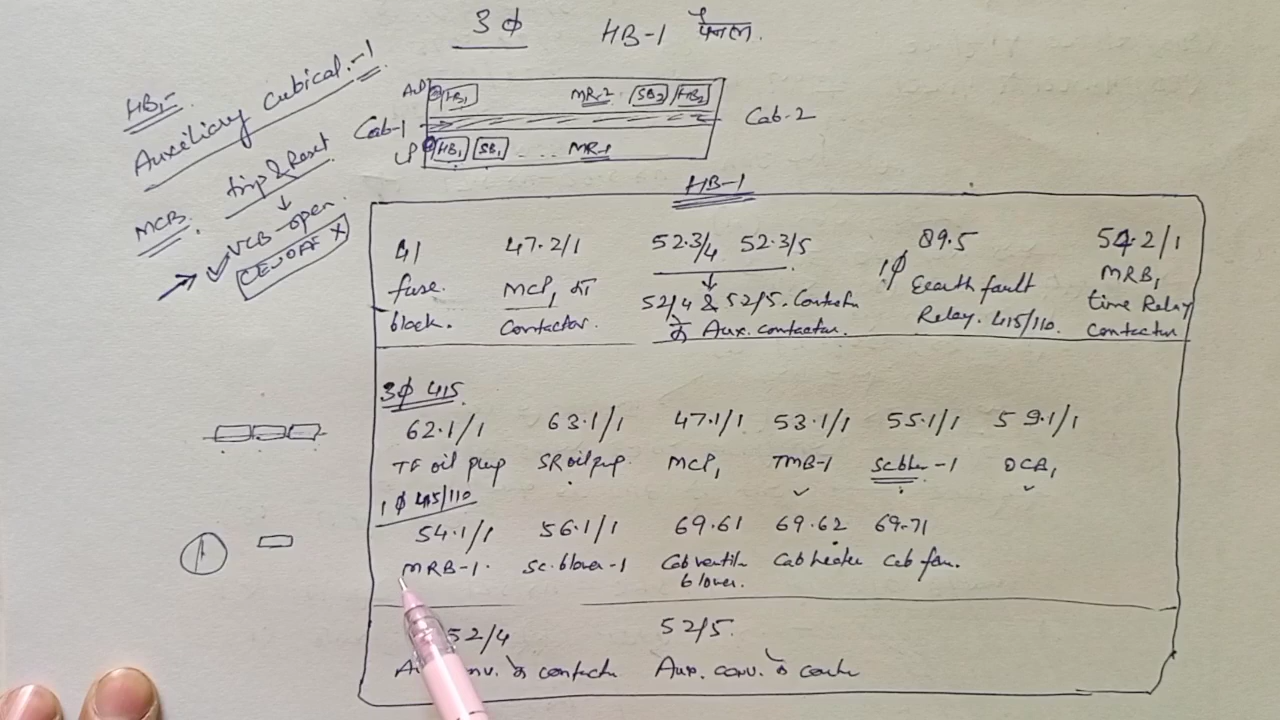 3φ HB-1 पैनल.
HB1-
Auxiliary Cubical.-1
MCB. trip & Reset
↓
VCB open.
HB1 MR-2 SB2 HB2
Cab-1 Cab-2
LP HB1 SB1 .... MR-1
HB-1
41 47.2/1 52.3/4 52.3/5 89.5 54.2/1
fuse. MCP1 का 1φ Earth fault MRB1
block. Contactor. 52/4 & 52/5. Contactor Relay. 415/110. time Relay
का Aux. contactor. Contactor
3φ 415
62.1/1 63.1/1 47.1/1 53.1/1 55.1/1 59.1/1
TF oil pump SR oil pump. MCP1 TMB-1 Sc blr-1 OCB1
1φ 415/110
54.1/1 56.1/1 69.61 69.62 69.71
MRB-1. Sc. blower-1 Cab ventiln Cab heater Cab fan.
blower.
52/4 52/5.
Aux. conv.